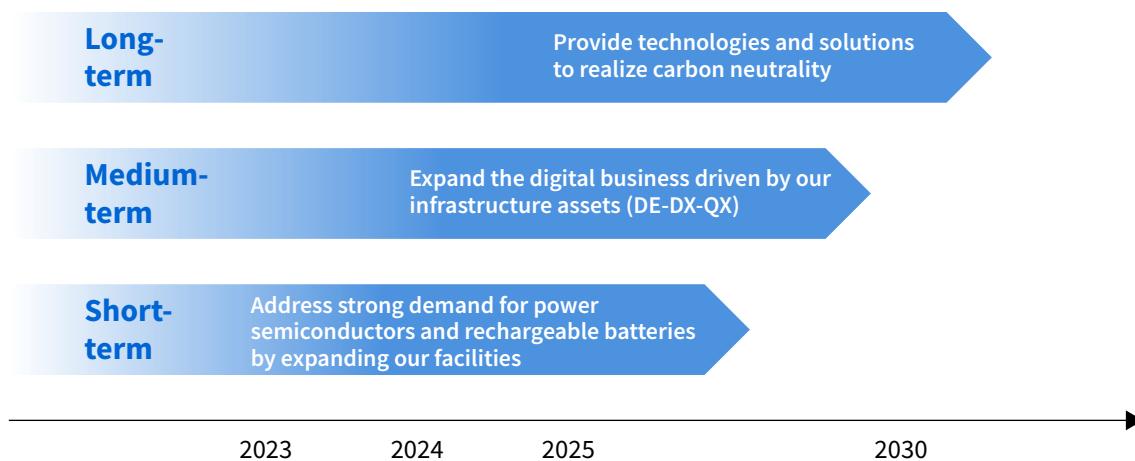 Long-
term
Provide technologies and solutions
to realize carbon neutrality
Medium-
term
Expand the digital business driven by our
infrastructure assets (DE-DX-QX)
Short-
term
Address strong demand for power
semiconductors and rechargeable batteries
by expanding our facilities
2023 2024 2025 2030